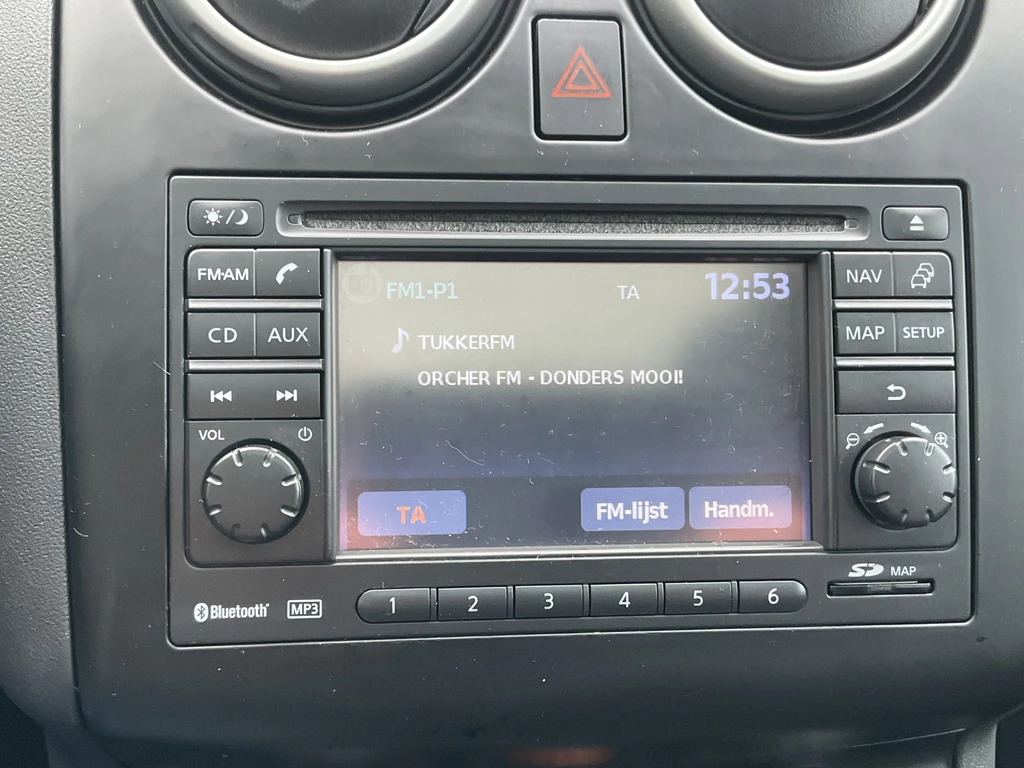 FM·AM
NAV
FM1-P1
TA
12:53
CD
AUX
TUKKERFM
MAP
SETUP
ORCHER FM - DONDERS MOOI!
VOL
TA
FM-lijst
Handm.
SD MAP
Bluetooth
MP3
1
2
3
4
5
6